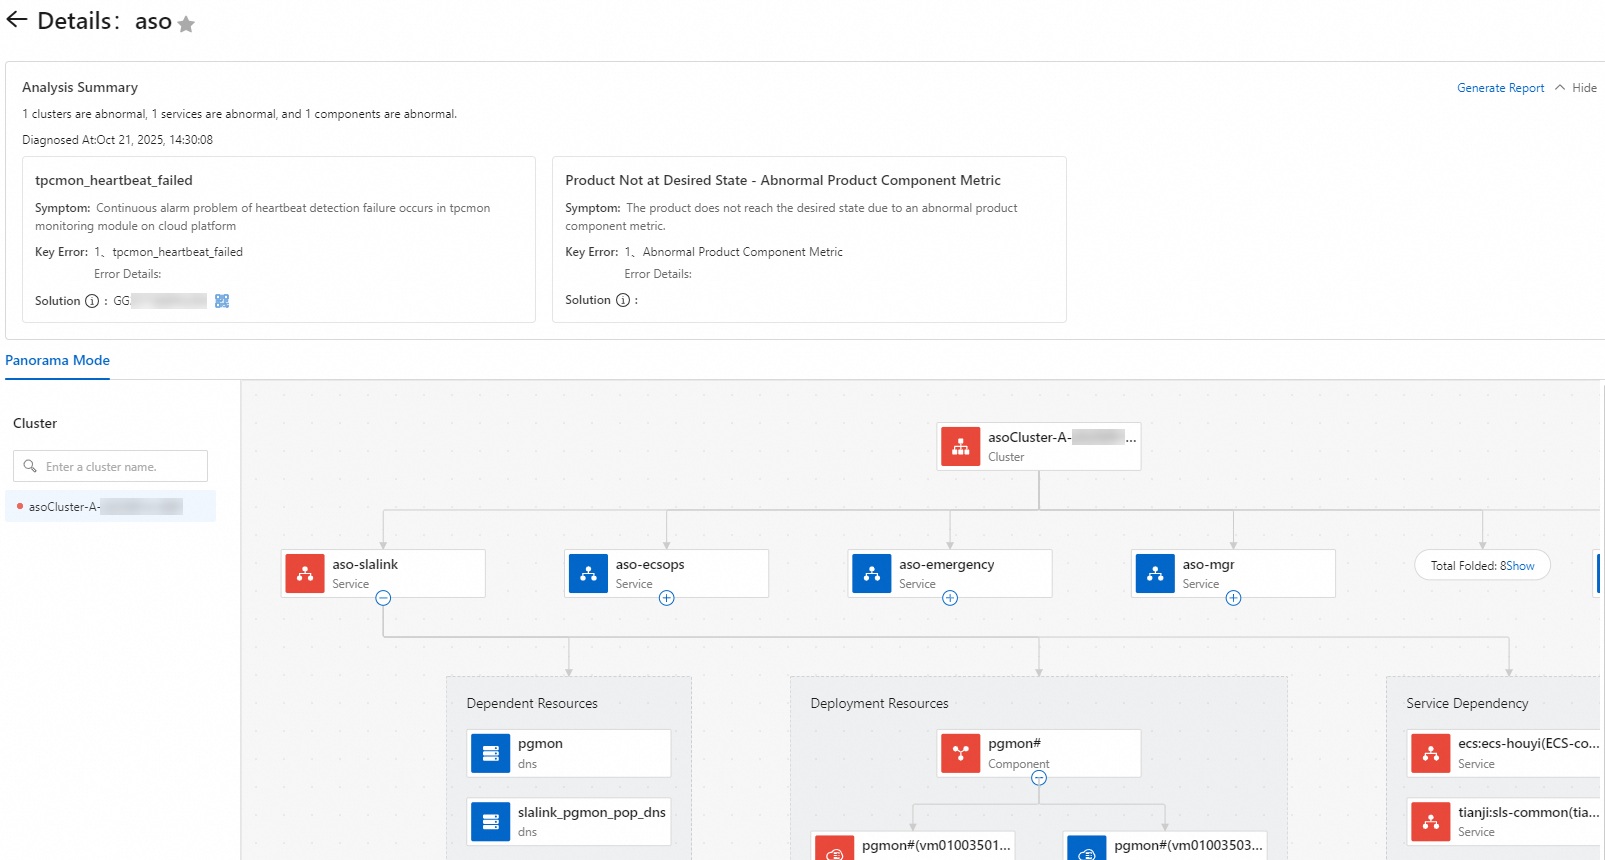 Details: aso
Analysis Summary
Generate Report
Hide
1 clusters are abnormal, 1 services are abnormal, and 1 components are abnormal.
Diagnosed At:Oct 21, 2025, 14:30:08
tpcmon_heartbeat_failed
Symptom: Continuous alarm problem of heartbeat detection failure occurs in tpcmon
monitoring module on cloud platform
Key Error: 1、tpcmon_heartbeat_failed
Error Details:
Solution : GG
Product Not at Desired State - Abnormal Product Component Metric
Symptom: The product does not reach the desired state due to an abnormal product
component metric.
Key Error: 1、Abnormal Product Component Metric
Error Details:
Solution :
Panorama Mode
Cluster
Enter a cluster name.
asoCluster-A-
asoCluster-A- ...
Cluster
aso-slalink
Service
aso-ecsops
Service
aso-emergency
Service
aso-mgr
Service
Total Folded: 8Show
Dependent Resources
pgmon
dns
slalink_pgmon_pop_dns
dns
Deployment Resources
pgmon#
Component
pgmon#(vm01003501...
pgmon#(vm01003503...
Service Dependency
ecs:ecs-houyi(ECS-co...
Service
tianji:sls-common(tia...
Service